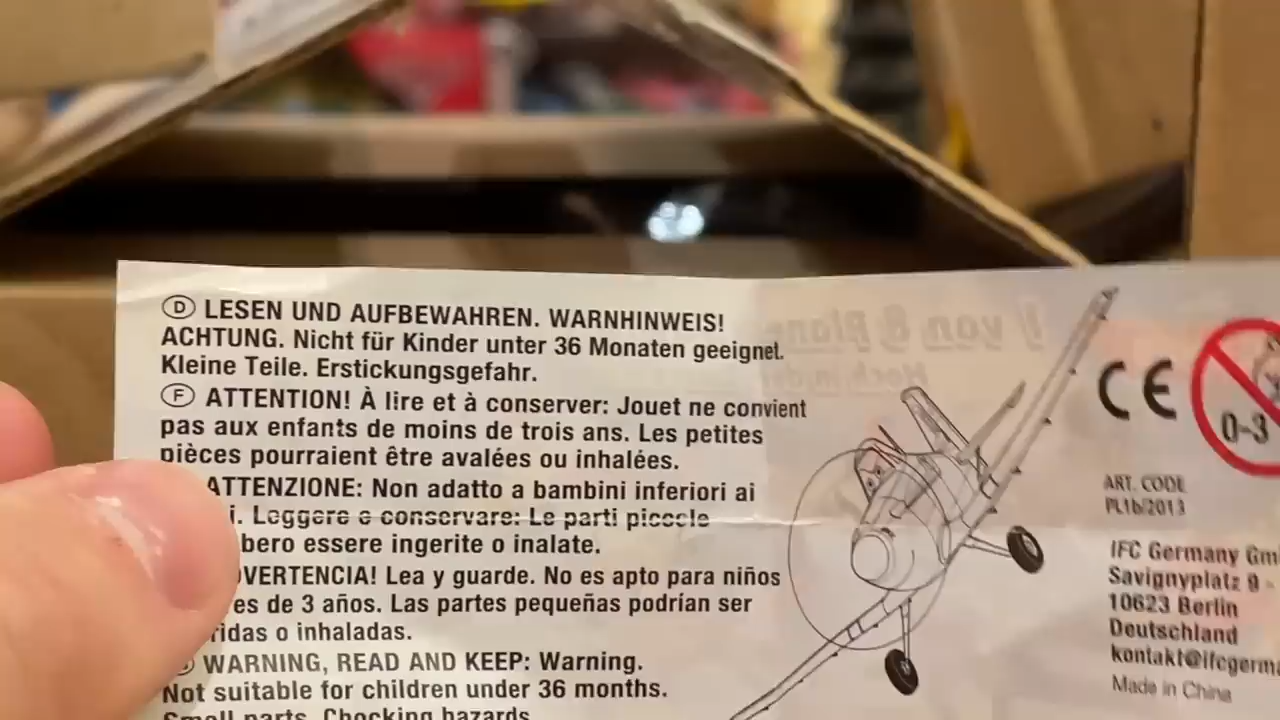 D LESEN UND AUFBEWAHREN. WARNHINWEIS!
ACHTUNG. Nicht für Kinder unter 36 Monaten geeignet.
Kleine Teile. Erstickungsgefahr.
F ATTENTION! À lire et à conserver: Jouet ne convient
pas aux enfants de moins de trois ans. Les petites
pièces pourraient être avalées ou inhalées.
ATTENZIONE: Non adatto a bambini inferiori ai
i. Leggere e conservare: Le parti piccole
bero essere ingerite o inalate.
VERTENCIA! Lea y guarde. No es apto para niños
es de 3 años. Las partes pequeñas podrían ser
ridas o inhaladas.
WARNING, READ AND KEEP: Warning.
Not suitable for children under 36 months.
Small parts. Chocking hazards
CE
0-3
ART. CODE
PL1b/2013
IFC Germany Gm
Savignyplatz 9 -
10623 Berlin
Deutschland
kontakt@ifcgerma
Made in China